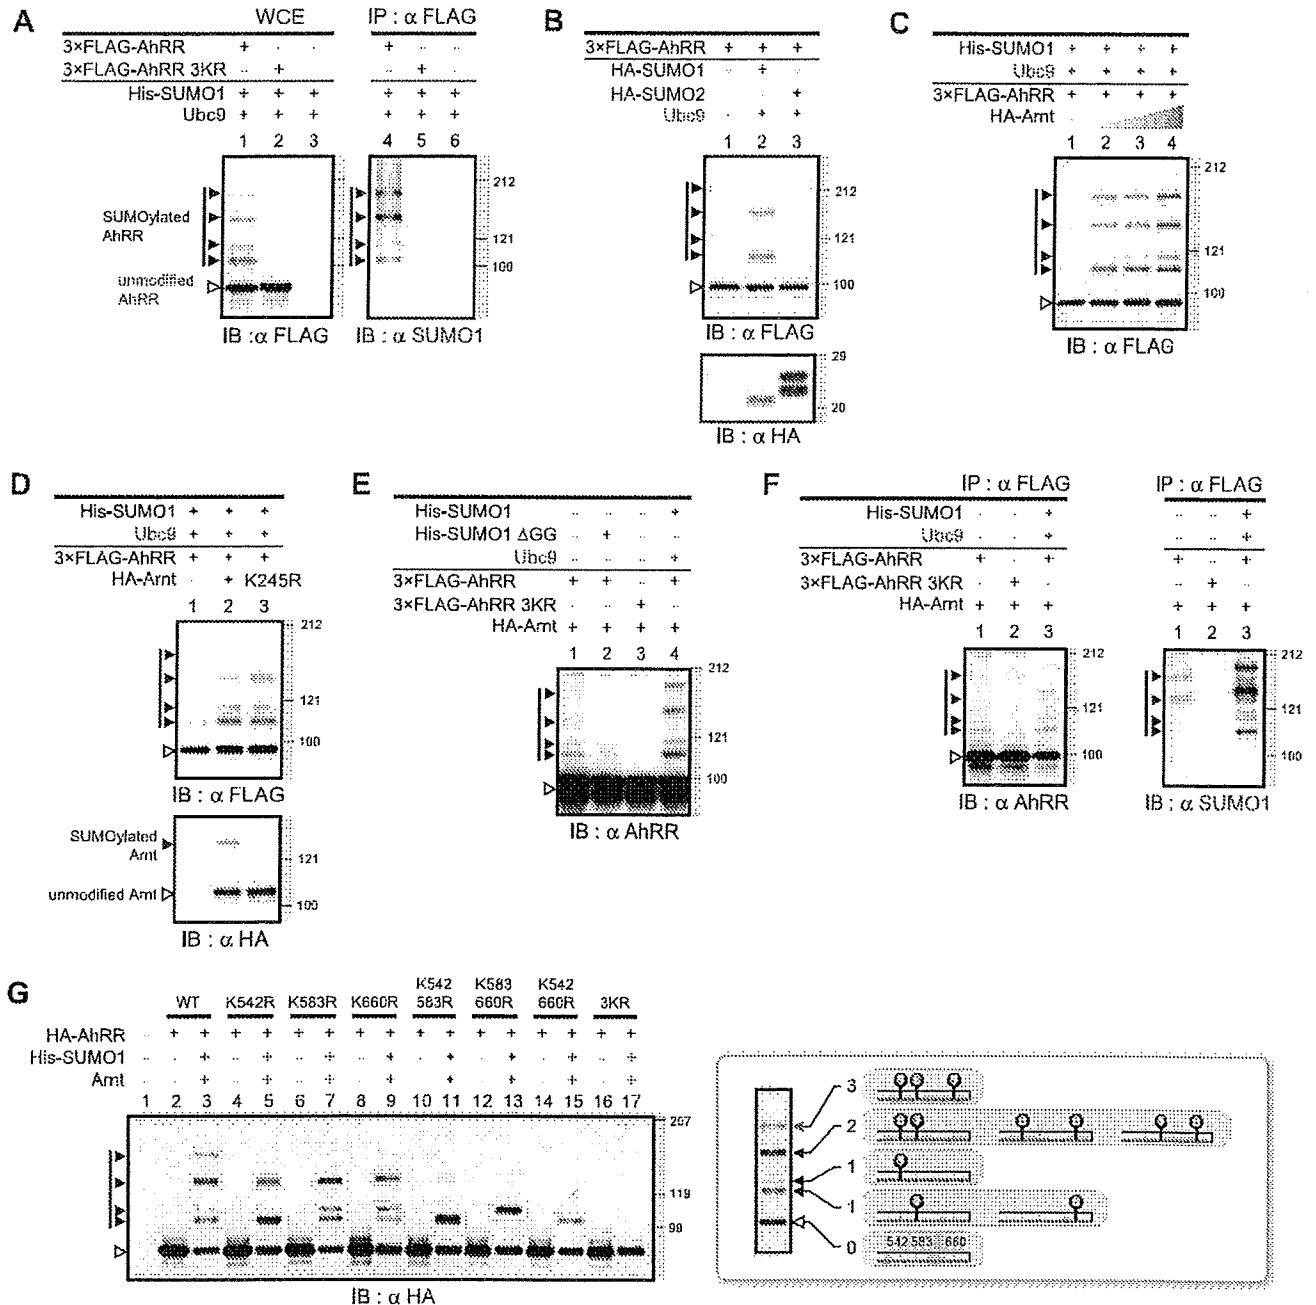 A
WCE
IP : α FLAG
3×FLAG-AhRR + - - + - -
3×FLAG-AhRR 3KR - + - - + -
His-SUMO1 + + + + + +
Ubc9 + + + + + +
1 2 3 4 5 6
SUMOylated
AhRR
unmodified
AhRR
212
121
100
IB : α FLAG
IB : α SUMO1
B
3×FLAG-AhRR + + +
HA-SUMO1 - + -
HA-SUMO2 - - +
Ubc9 - + +
1 2 3
212
121
100
IB : α FLAG
29
20
IB : α HA
C
His-SUMO1 + + + +
Ubc9 + + + +
3×FLAG-AhRR + + + +
HA-Arnt -
1 2 3 4
212
121
100
IB : α FLAG
D
His-SUMO1 + + +
Ubc9 + + +
3×FLAG-AhRR + + +
HA-Arnt - + K245R
1 2 3
212
121
100
IB : α FLAG
SUMOylated
Arnt
unmodified Arnt
121
100
IB : α HA
E
His-SUMO1 - - - +
His-SUMO1 ΔGG - + - -
Ubc9 - - - +
3×FLAG-AhRR + + - +
3×FLAG-AhRR 3KR - - + -
HA-Arnt + + + +
1 2 3 4
212
121
100
IB : α AhRR
F
IP : α FLAG
IP : α FLAG
His-SUMO1 - - + - - +
Ubc9 - - + - - +
3×FLAG-AhRR + - + + - +
3×FLAG-AhRR 3KR - + - - + -
HA-Arnt + + + + + +
1 2 3 1 2 3
212
121
100
IB : α AhRR
212
121
100
IB : α SUMO1
G
WT K542R K583R K660R K542 583R K583 660R K542 660R 3KR
HA-AhRR - + + + + + + + + + + + + + + + +
His-SUMO1 - - + - + - + - + - + - + - + - +
Arnt - - + - + - + - + - + - + - + - +
1 2 3 4 5 6 7 8 9 10 11 12 13 14 15 16 17
207
119
98
IB : α HA
3
2
1
1
0
542 583 660